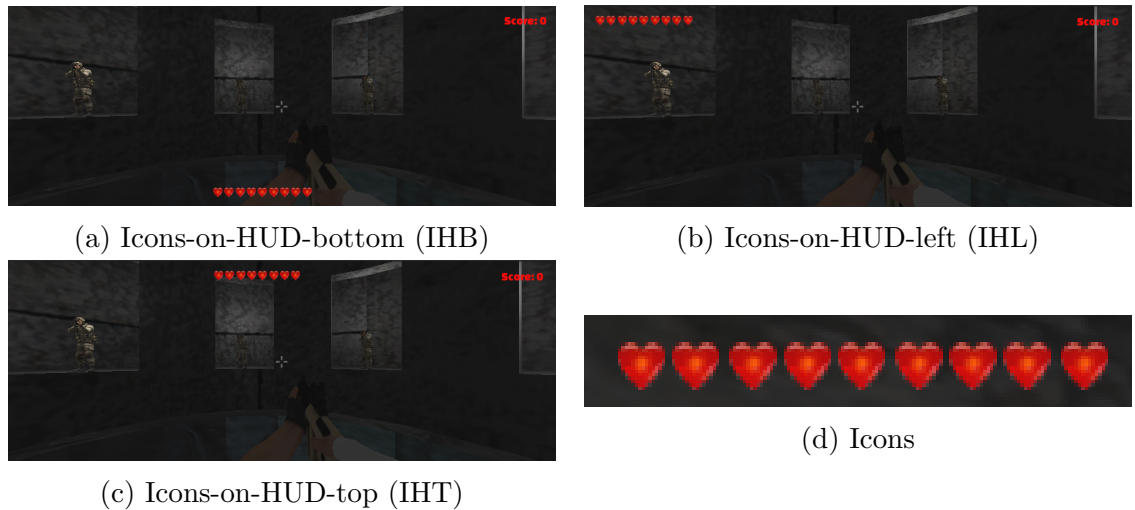 Score: 0
Score: 0
(a) Icons-on-HUD-bottom (IHB)
(b) Icons-on-HUD-left (IHL)
Score: 0
(c) Icons-on-HUD-top (IHT)
(d) Icons